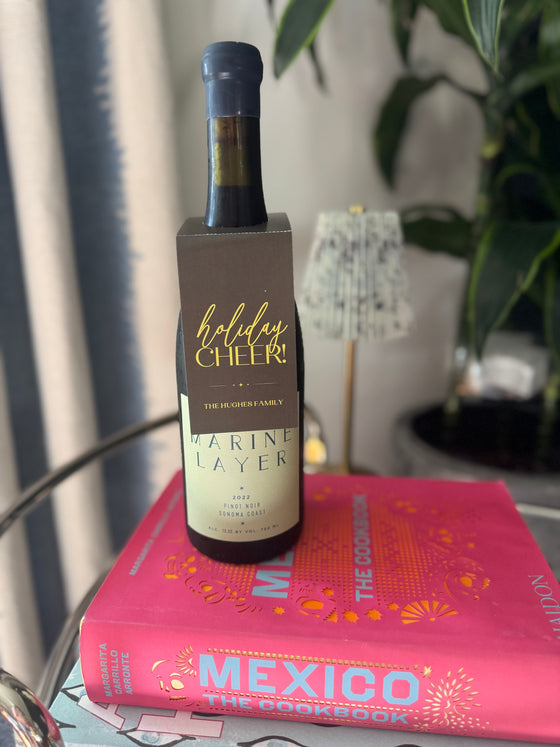 holiday
CHEER!
THE HUGHES FAMILY
MARINE
LAYER
2022
PINOT NOIR
SONOMA COAST
THE COOKBOOK
MEXICO
THE COOKBOOK
MARGARITA
CARRILLO
ARRONTE